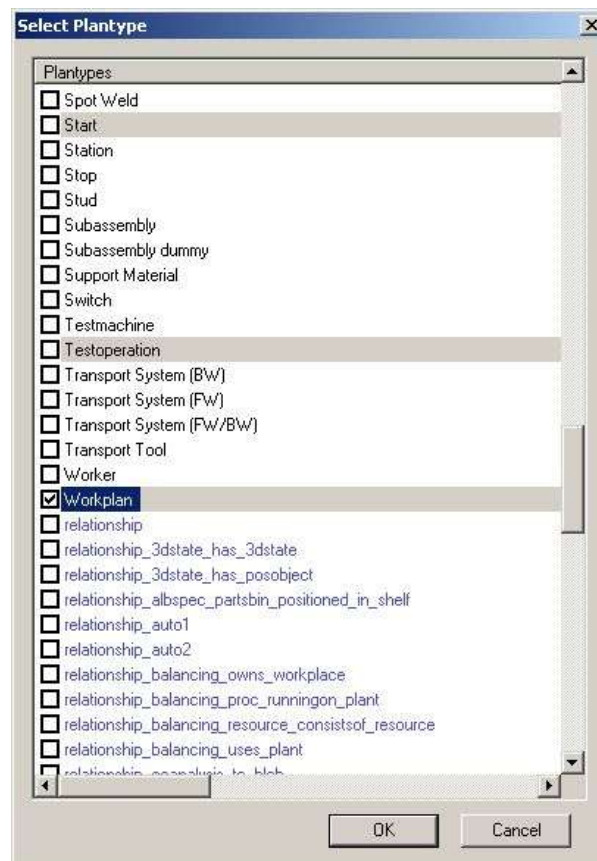 Select Plantype
Plantypes
Spot Weld
Start
Station
Stop
Stud
Subassembly
Subassembly dummy
Support Material
Switch
Testmachine
Testoperation
Transport System (BW)
Transport System (FW)
Transport System (FW/BW)
Transport Tool
Worker
Workplan
relationship
relationship_3dstate_has_3dstate
relationship_3dstate_has_posobject
relationship_albspec_partsbin_positioned_in_shelf
relationship_auto1
relationship_auto2
relationship_balancing_owns_workplace
relationship_balancing_proc_runningon_plant
relationship_balancing_resource_consistsof_resource
relationship_balancing_uses_plant
OK Cancel